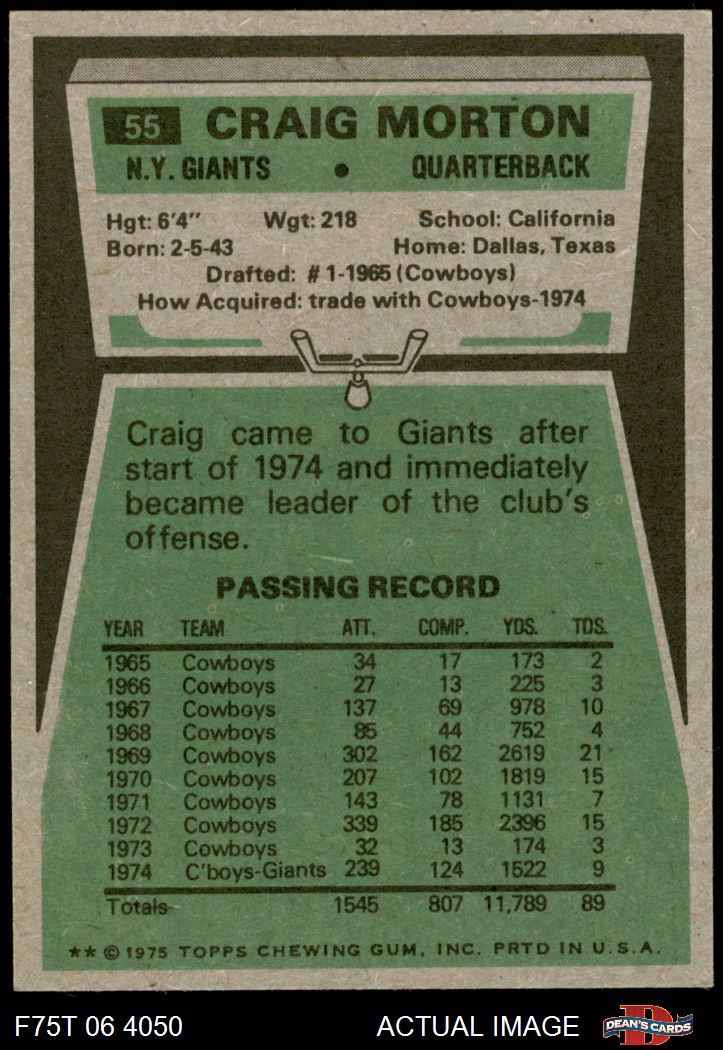 55 CRAIG MORTON
N.Y. GIANTS • QUARTERBACK
Hgt: 6'4" Wgt: 218 School: California
Born: 2-5-43 Home: Dallas, Texas
Drafted: #1-1965 (Cowboys)
How Acquired: trade with Cowboys-1974
Craig came to Giants after
start of 1974 and immediately
became leader of the club's
offense.
PASSING RECORD
YEAR TEAM ATT. COMP. YDS. TDS.
1965 Cowboys 34 17 173 2
1966 Cowboys 27 13 225 3
1967 Cowboys 137 69 978 10
1968 Cowboys 85 44 752 4
1969 Cowboys 302 162 2619 21
1970 Cowboys 207 102 1819 15
1971 Cowboys 143 78 1131 7
1972 Cowboys 339 185 2396 15
1973 Cowboys 32 13 174 3
1974 C'boys-Giants 239 124 1522 9
Totals 1545 807 11,789 89
** © 1975 TOPPS CHEWING GUM, INC. PRTD IN U.S.A.
F75T 06 4050 ACTUAL IMAGE D DEAN'S CARDS